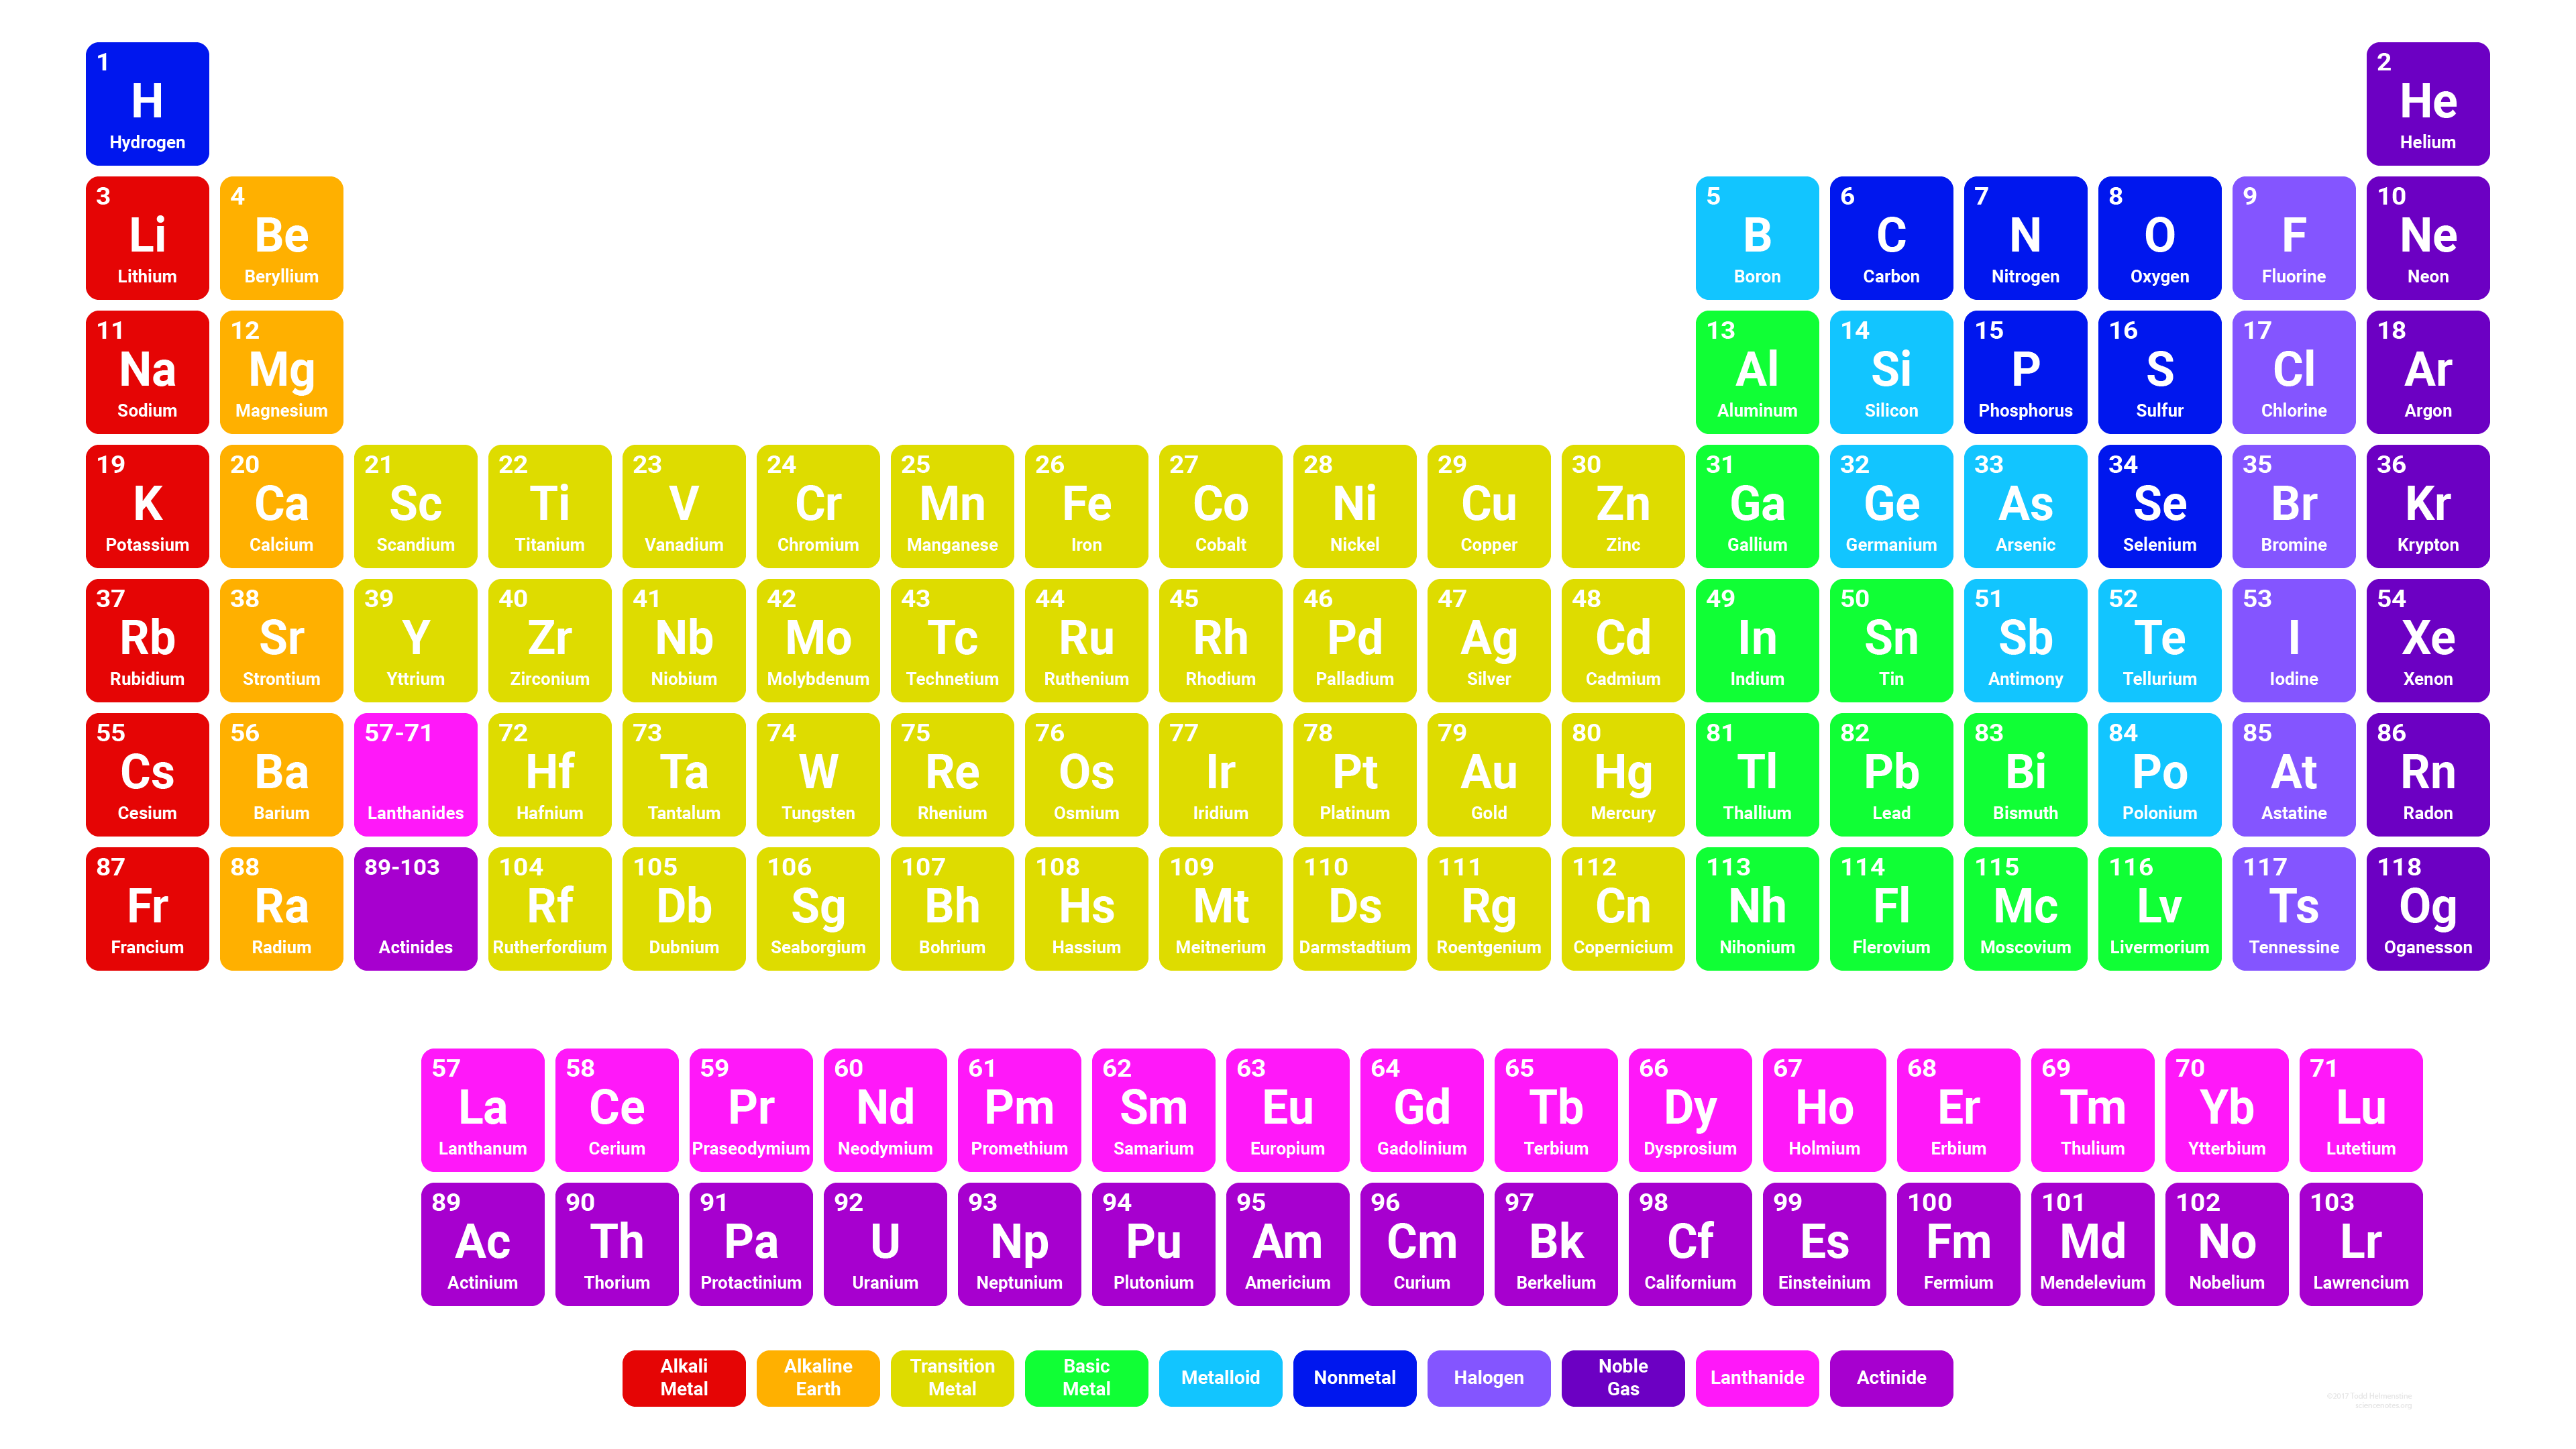 1 2
H He
Hydrogen Helium
3 4 5 6 7 8 9 10
Li Be B C N O F Ne
Lithium Beryllium Boron Carbon Nitrogen Oxygen Fluorine Neon
11 12 13 14 15 16 17 18
Na Mg Al Si P S Cl Ar
Sodium Magnesium Aluminum Silicon Phosphorus Sulfur Chlorine Argon
19 20 21 22 23 24 25 26 27 28 29 30 31 32 33 34 35 36
K Ca Sc Ti V Cr Mn Fe Co Ni Cu Zn Ga Ge As Se Br Kr
Potassium Calcium Scandium Titanium Vanadium Chromium Manganese Iron Cobalt Nickel Copper Zinc Gallium Germanium Arsenic Selenium Bromine Krypton
37 38 39 40 41 42 43 44 45 46 47 48 49 50 51 52 53 54
Rb Sr Y Zr Nb Mo Tc Ru Rh Pd Ag Cd In Sn Sb Te I Xe
Rubidium Strontium Yttrium Zirconium Niobium Molybdenum Technetium Ruthenium Rhodium Palladium Silver Cadmium Indium Tin Antimony Tellurium Iodine Xenon
55 56 57-71 72 73 74 75 76 77 78 79 80 81 82 83 84 85 86
Cs Ba Hf Ta W Re Os Ir Pt Au Hg Tl Pb Bi Po At Rn
Cesium Barium Lanthanides Hafnium Tantalum Tungsten Rhenium Osmium Iridium Platinum Gold Mercury Thallium Lead Bismuth Polonium Astatine Radon
87 88 89-103 104 105 106 107 108 109 110 111 112 113 114 115 116 117 118
Fr Ra Rf Db Sg Bh Hs Mt Ds Rg Cn Nh Fl Mc Lv Ts Og
Francium Radium Actinides Rutherfordium Dubnium Seaborgium Bohrium Hassium Meitnerium Darmstadtium Roentgenium Copernicium Nihonium Flerovium Moscovium Livermorium Tennessine Oganesson
57 58 59 60 61 62 63 64 65 66 67 68 69 70 71
La Ce Pr Nd Pm Sm Eu Gd Tb Dy Ho Er Tm Yb Lu
Lanthanum Cerium Praseodymium Neodymium Promethium Samarium Europium Gadolinium Terbium Dysprosium Holmium Erbium Thulium Ytterbium Lutetium
89 90 91 92 93 94 95 96 97 98 99 100 101 102 103
Ac Th Pa U Np Pu Am Cm Bk Cf Es Fm Md No Lr
Actinium Thorium Protactinium Uranium Neptunium Plutonium Americium Curium Berkelium Californium Einsteinium Fermium Mendelevium Nobelium Lawrencium
Alkali Metal
Alkaline Earth
Transition Metal
Basic Metal
Metalloid
Nonmetal
Halogen
Noble Gas
Lanthanide
Actinide
©2017 Todd Helmenstine
sciencenotes.org